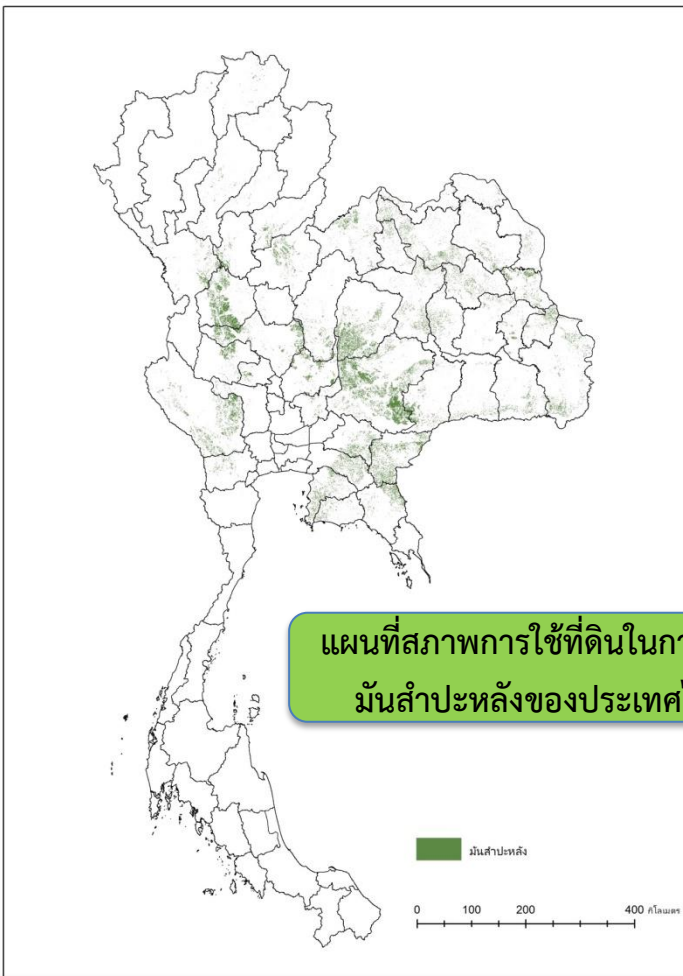 แผนที่สภาพการใช้ที่ดินในกา
มันสำปะหลังของประเทศ
มันสำปะหลัง
0 100 200 400 กิโลเมตร